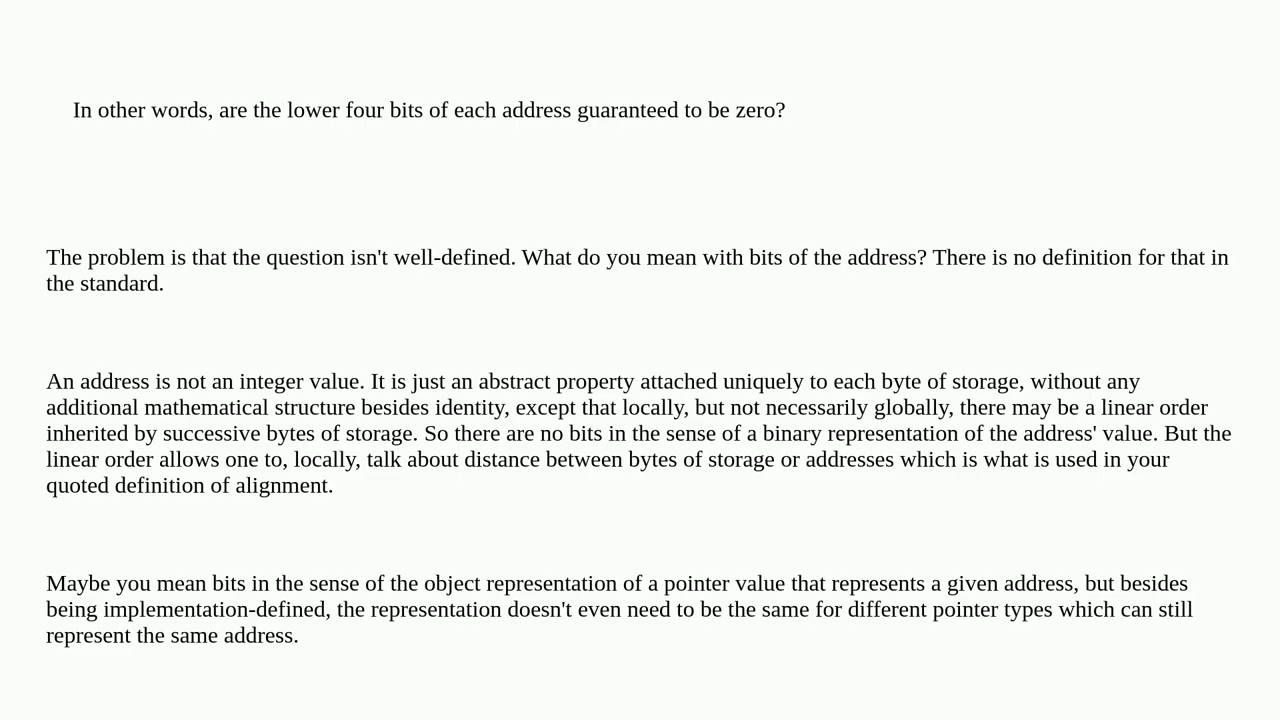 In other words, are the lower four bits of each address guaranteed to be zero?
The problem is that the question isn't well-defined. What do you mean with bits of the address? There is no definition for that in
the standard.
An address is not an integer value. It is just an abstract property attached uniquely to each byte of storage, without any
additional mathematical structure besides identity, except that locally, but not necessarily globally, there may be a linear order
inherited by successive bytes of storage. So there are no bits in the sense of a binary representation of the address' value. But the
linear order allows one to, locally, talk about distance between bytes of storage or addresses which is what is used in your
quoted definition of alignment.
Maybe you mean bits in the sense of the object representation of a pointer value that represents a given address, but besides
being implementation-defined, the representation doesn't even need to be the same for different pointer types which can still
represent the same address.